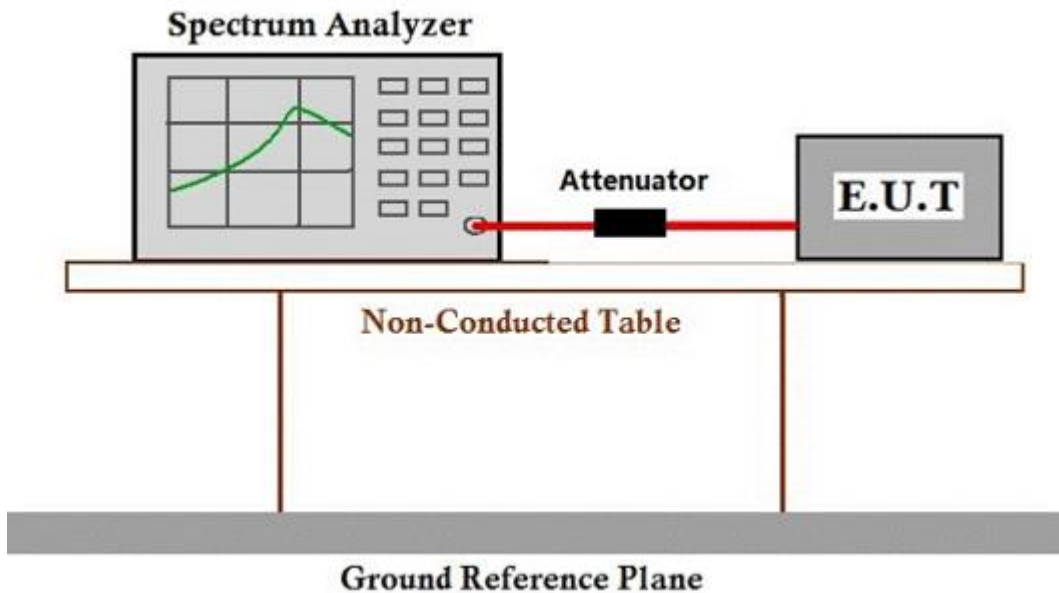 Spectrum Analyzer
Attenuator
E.U.T
Non-Conducted Table
Ground Reference Plane